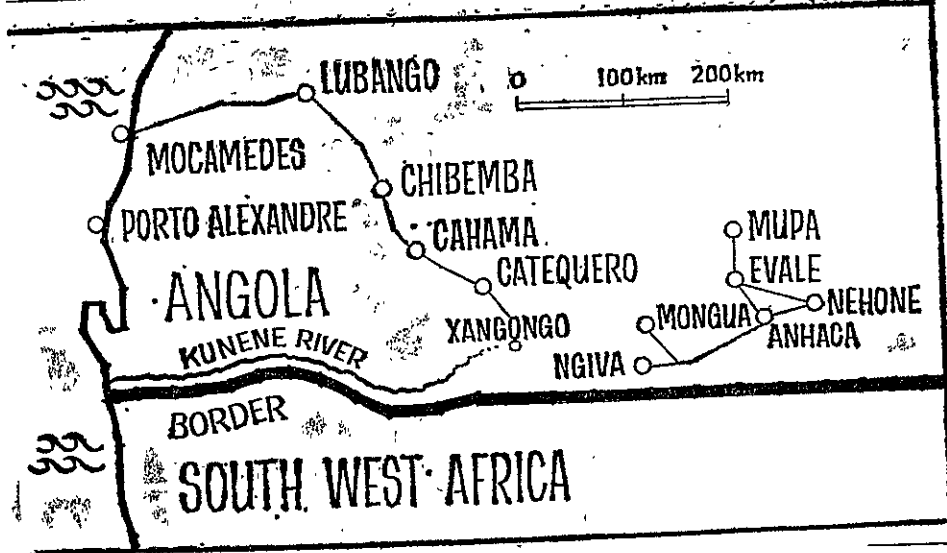 LUBANGO
0 100km 200km
MOCAMEDES
CHIBEMBA
PORTO ALEXANDRE
CAHAMA
MUPA
CATEQUERO
EVALE
ANGOLA
NEHONE
XANGONGO
MONGUA
ANHACA
KUNENE RIVER
NGIVA
BORDER
SOUTH WEST AFRICA